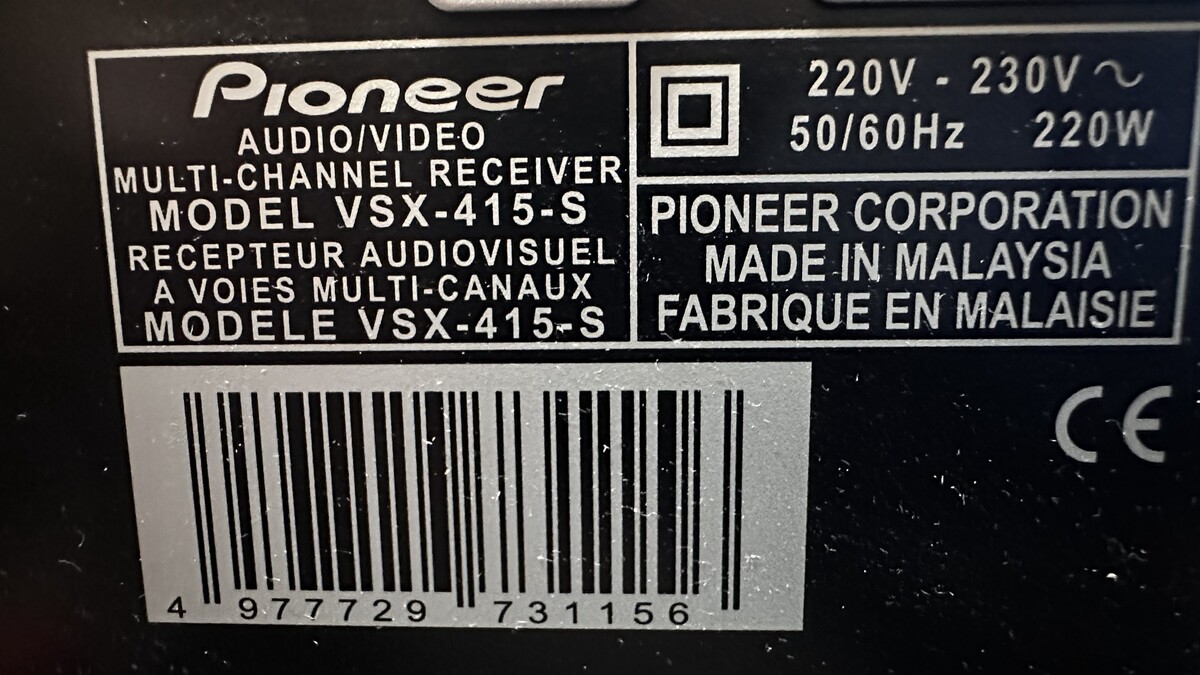 Pioneer
AUDIO/VIDEO
MULTI-CHANNEL RECEIVER
MODEL VSX-415-S
RECEPTEUR AUDIOVISUEL
A VOIES MULTI-CANAUX
MODELE VSX-415-S
220V - 230V ~
50/60Hz 220W
PIONEER CORPORATION
MADE IN MALAYSIA
FABRIQUE EN MALAISIE
CE
4 977729 731156